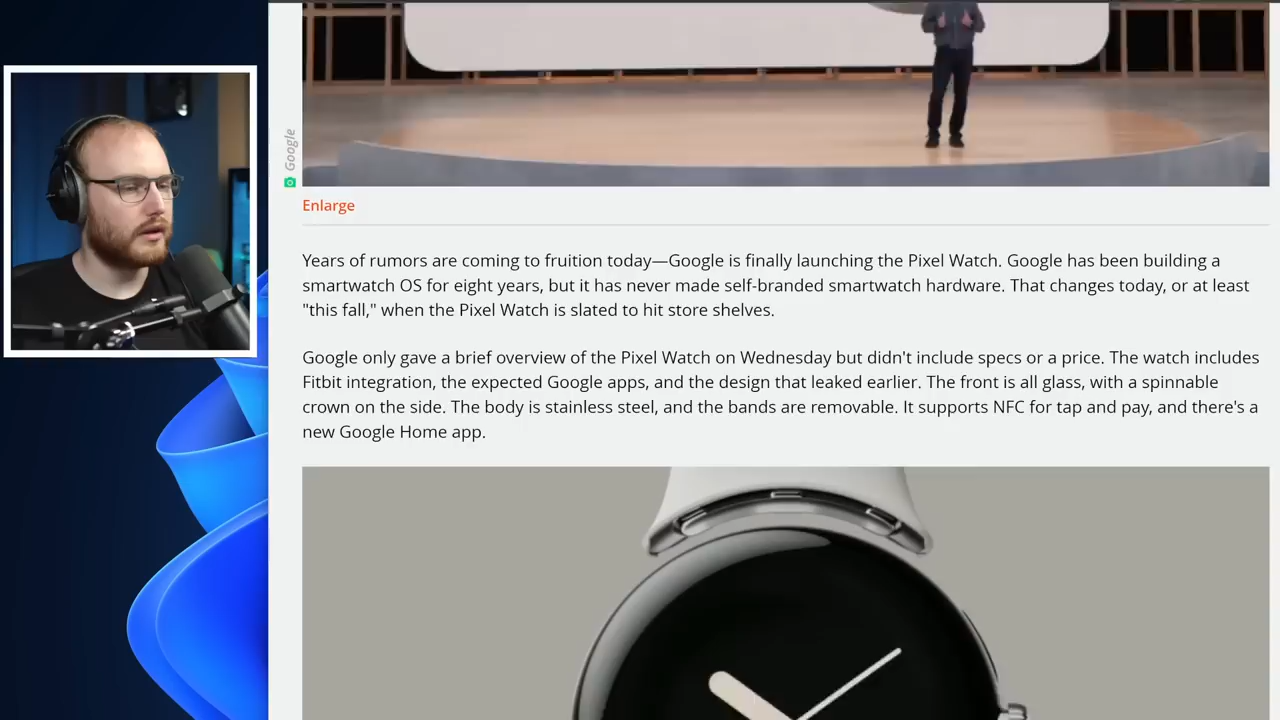 Google
Enlarge
Years of rumors are coming to fruition today—Google is finally launching the Pixel Watch. Google has been building a
smartwatch OS for eight years, but it has never made self-branded smartwatch hardware. That changes today, or at least
"this fall," when the Pixel Watch is slated to hit store shelves.
Google only gave a brief overview of the Pixel Watch on Wednesday but didn't include specs or a price. The watch includes
Fitbit integration, the expected Google apps, and the design that leaked earlier. The front is all glass, with a spinnable
crown on the side. The body is stainless steel, and the bands are removable. It supports NFC for tap and pay, and there's a
new Google Home app.